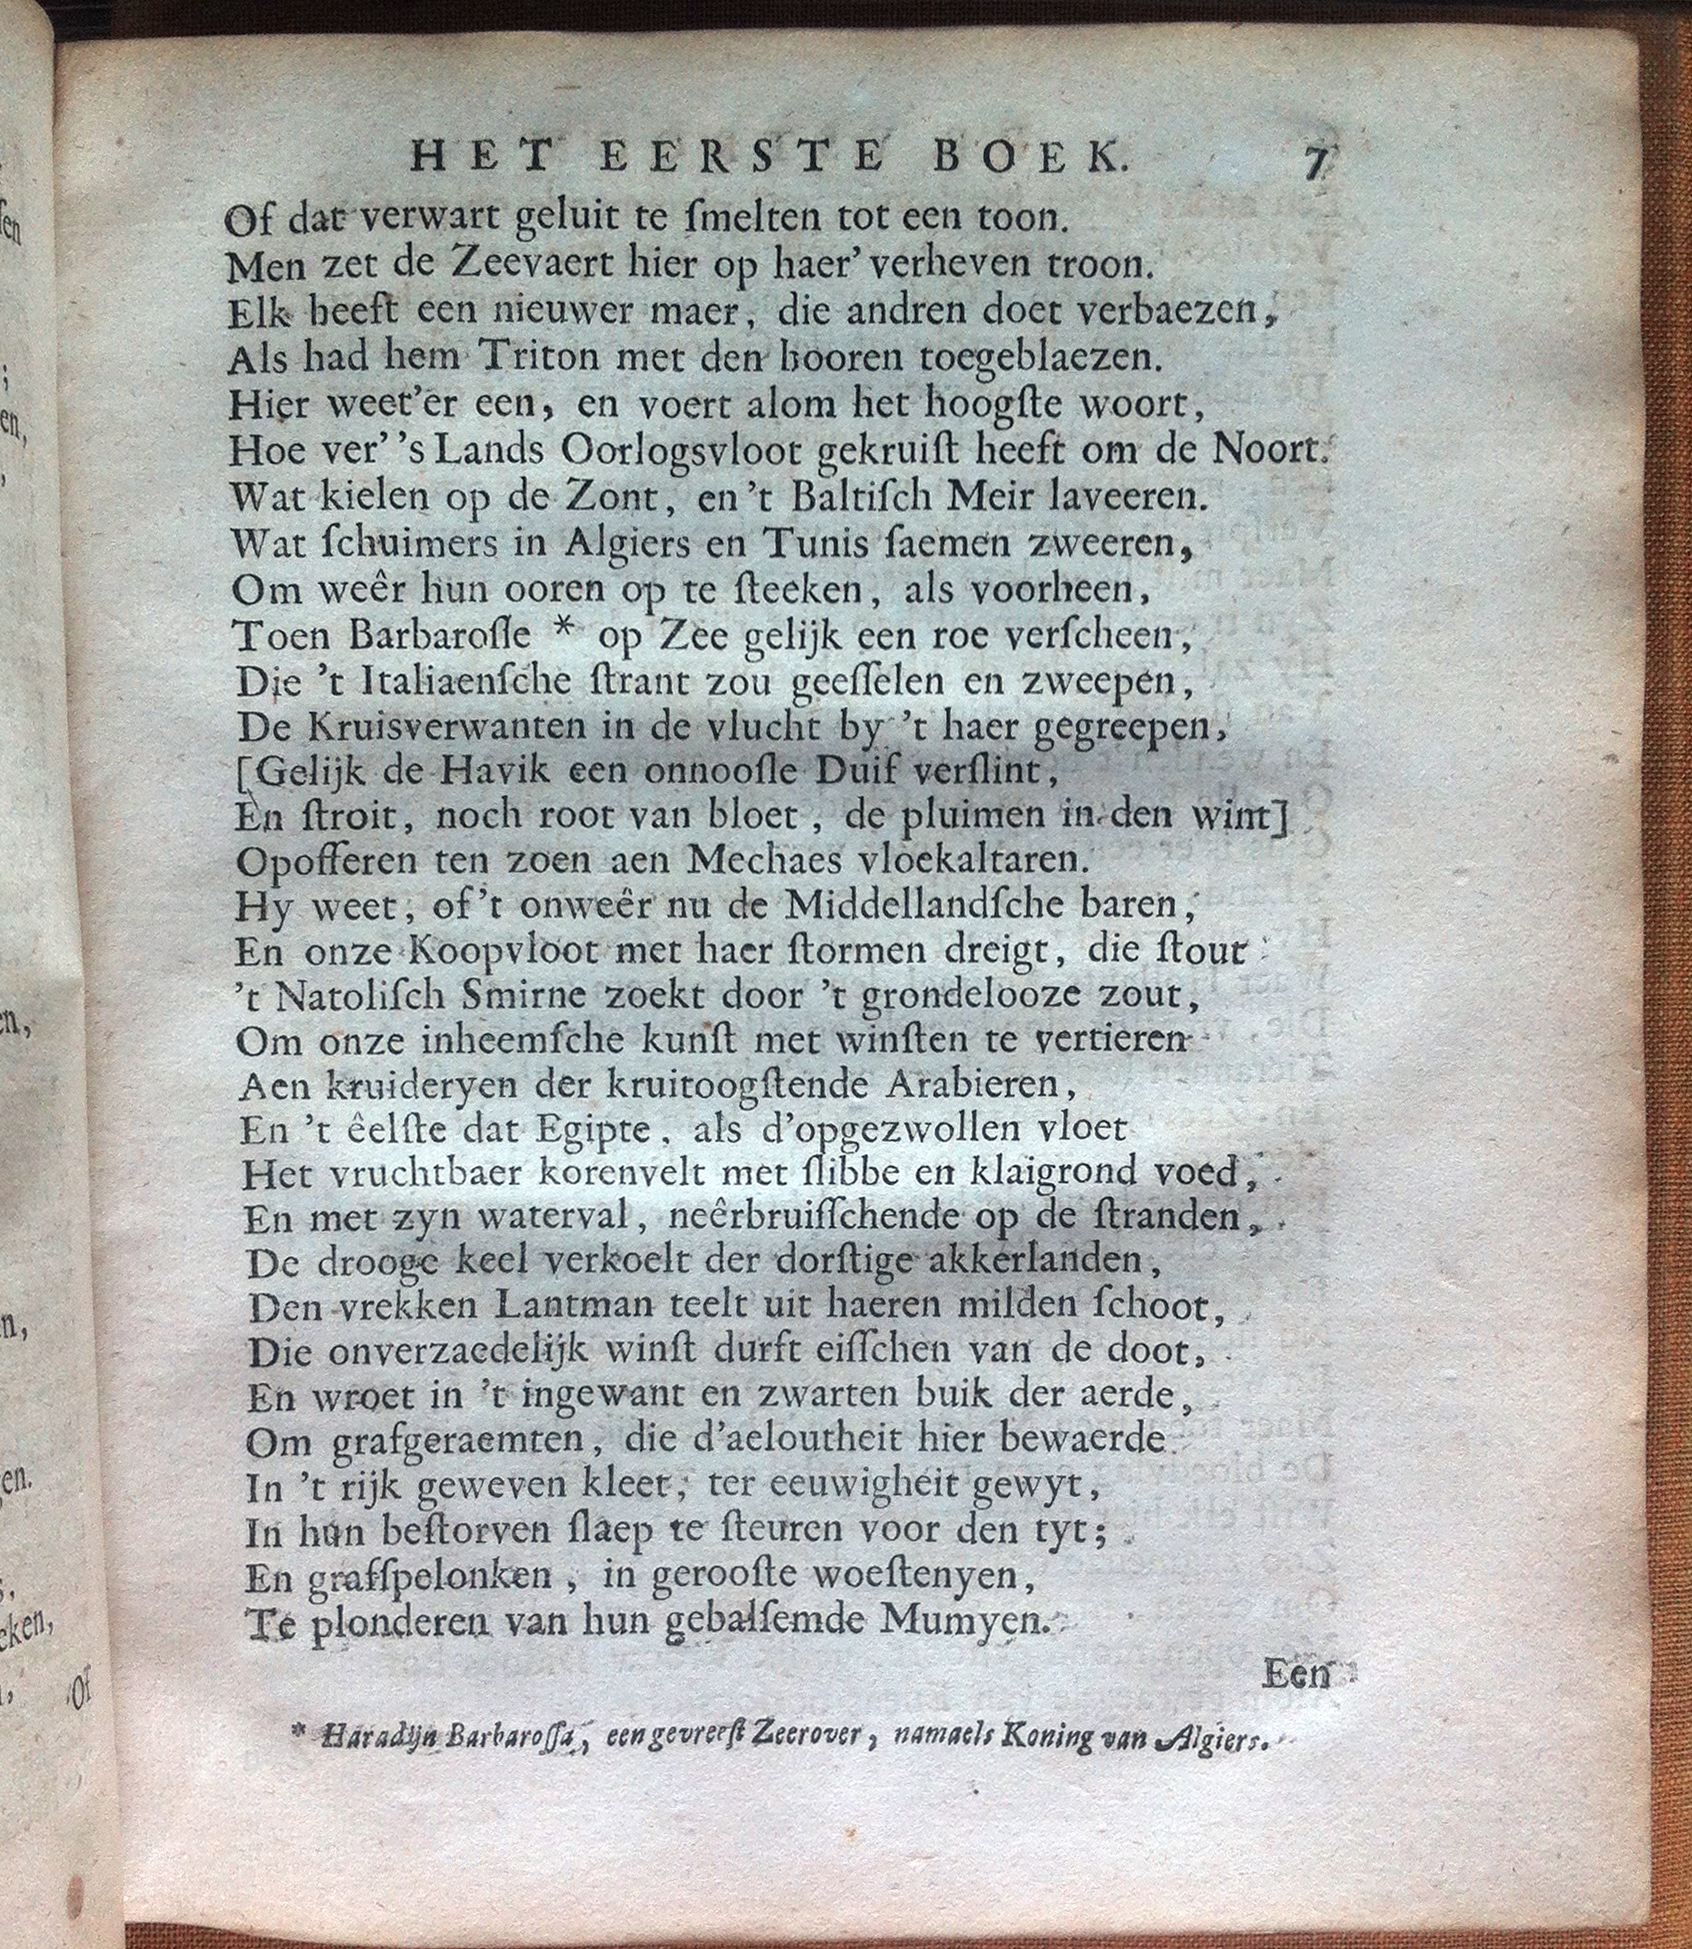 HET EERSTE BOEK. 7
Of dat verwart geluit te ſmelten tot een toon.
Men zet de Zeevaert hier op haer' verheven troon.
Elk heeft een nieuwer maer, die andren doet verbaezen,
Als had hem Triton met den hooren toegeblaezen.
Hier weet'er een, en voert alom het hoogſte woort,
Hoe ver' 's Lands Oorlogsvloot gekruiſt heeft om de Noort.
Wat kielen op de Zont, en 't Baltiſch Meir laveeren.
Wat ſchuimers in Algiers en Tunis ſaemen zweeren,
Om weêr hun ooren op te ſteeken, als voorheen,
Toen Barbaroſſe * op Zee gelijk een roe verſcheen,
Die 't Italiaenſche ſtrant zou geeſſelen en zweepen,
De Kruisverwanten in de vlucht by 't haer gegreepen,
[Gelijk de Havik een onnooſle Duif verſlint,
En ſtroit, noch root van bloet, de pluimen in den wint]
Opofferen ten zoen aen Mechaes vloekaltaren.
Hy weet, of 't onweêr nu de Middellandſche baren,
En onze Koopvloot met haer ſtormen dreigt, die ſtout
't Natoliſch Smirne zoekt door 't grondelooze zout,
Om onze inheemſche kunſt met winſten te vertieren
Aen kruideryen der kruitoogſtende Arabieren,
En 't êelſte dat Egipte, als d'opgezwollen vloet
Het vruchtbaer korenvelt met ſlibbe en klaigrond voed,
En met zyn waterval, neêrbruiſſchende op de ſtranden,
De drooge keel verkoelt der dorſtige akkerlanden,
Den vrekken Lantman teelt uit haeren milden ſchoot,
Die onverzaedelijk winſt durft eiſſchen van de doot,
En wroet in 't ingewant en zwarten buik der aerde,
Om grafgeraemten, die d'aeloutheit hier bewaerde
In 't rijk geweven kleet, ter eeuwigheit gewyt,
In hun beſtorven ſlaep te ſteuren voor den tyt;
En grafſpelonken, in geroofte woeſtenyen,
Te plonderen van hun gebalſemde Mumyen.
Een
* Haradijn Barbaroſſa, een gevreeſt Zeerover, namaels Koning van Algiers.